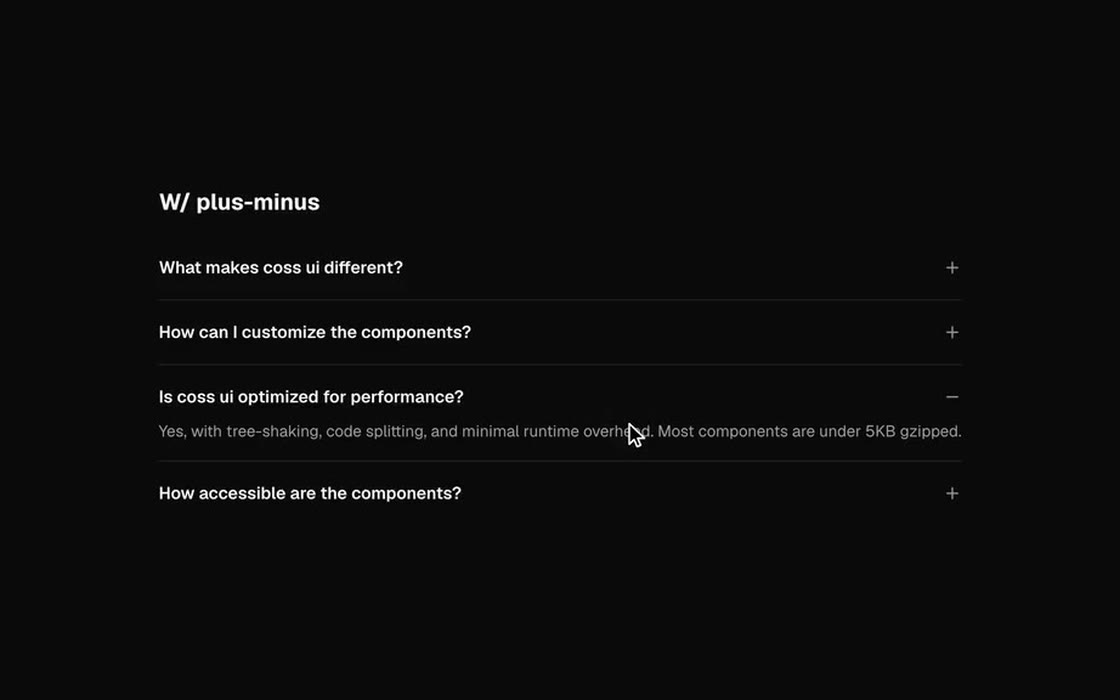 W/ plus-minus
What makes coss ui different?
How can I customize the components?
Is coss ui optimized for performance?
Yes, with tree-shaking, code splitting, and minimal runtime overhead. Most components are under 5KB gzipped.
How accessible are the components?